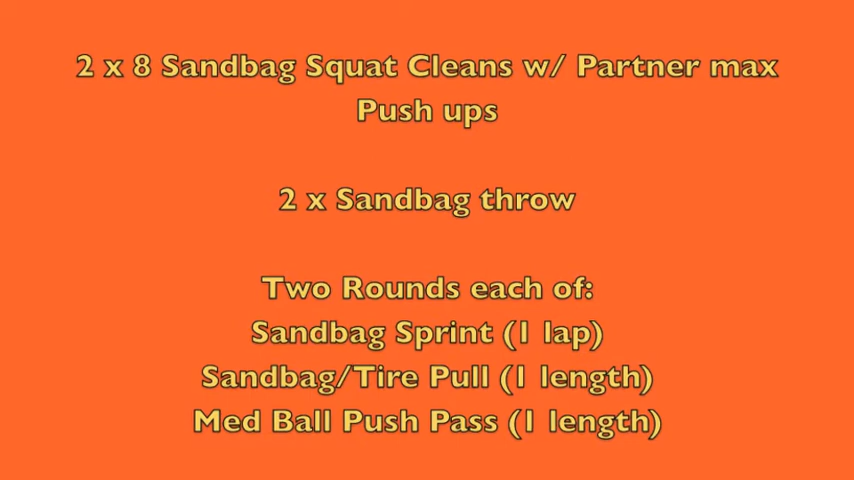 2 x 8 Sandbag Squat Cleans w/ Partner max
Push ups
2 x Sandbag throw
Two Rounds each of:
Sandbag Sprint (1 lap)
Sandbag/Tire Pull (1 length)
Med Ball Push Pass (1 length)